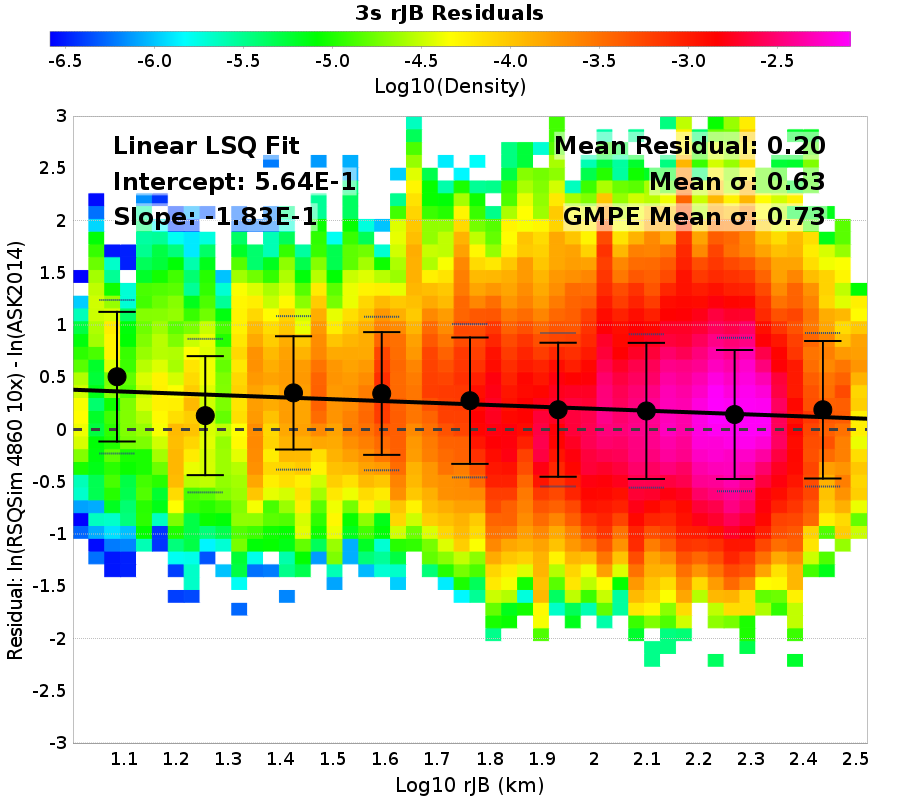 3s rJB Residuals
-6.5 -6.0 -5.5 -5.0 -4.5 -4.0 -3.5 -3.0 -2.5
Log10(Density)
Linear LSQ Fit
Intercept: 5.64E-1
Slope: -1.83E-1
Mean Residual: 0.20
Mean σ: 0.63
GMPE Mean σ: 0.73
Residual: ln(RSQSim 4860 10x) - ln(ASK2014)
3
2.5
2
1.5
1
0.5
0
-0.5
-1
-1.5
-2
-2.5
-3
1.1 1.2 1.3 1.4 1.5 1.6 1.7 1.8 1.9 2 2.1 2.2 2.3 2.4 2.5
Log10 rJB (km)